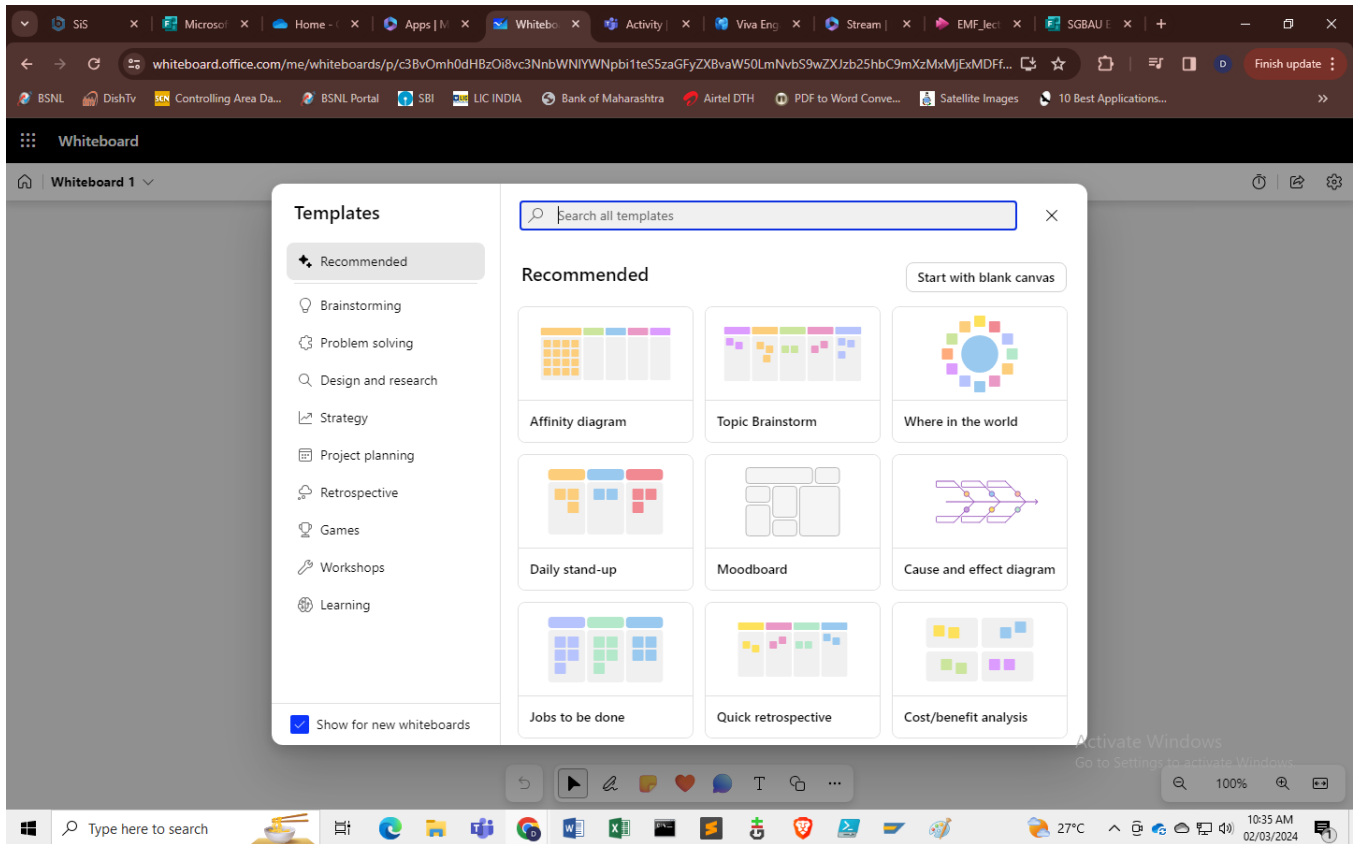 SiS
Microsof
Home - (
Apps | M
Whitebo
Activity |
Viva Eng
Stream |
EMF_lect
SGBAU E
whiteboard.office.com/me/whiteboards/p/c3BvOmh0dHBzOi8vc3NnbWNlYWNpbi1teS5zaGFyZXBvaW50LmNvbS9wZXJzb25hbC9mXzMxMjExMDFf...
Finish update
BSNL
DishTv
Controlling Area Da...
BSNL Portal
SBI
LIC INDIA
Bank of Maharashtra
Airtel DTH
PDF to Word Conve...
Satellite Images
10 Best Applications...
Whiteboard
Whiteboard 1
Templates
Search all templates
Recommended
Brainstorming
Problem solving
Design and research
Strategy
Project planning
Retrospective
Games
Workshops
Learning
Show for new whiteboards
Recommended
Start with blank canvas
Affinity diagram
Topic Brainstorm
Where in the world
Daily stand-up
Moodboard
Cause and effect diagram
Jobs to be done
Quick retrospective
Cost/benefit analysis
Activate Windows
Go to Settings to activate Windows.
100%
Type here to search
27°C
10:35 AM
02/03/2024